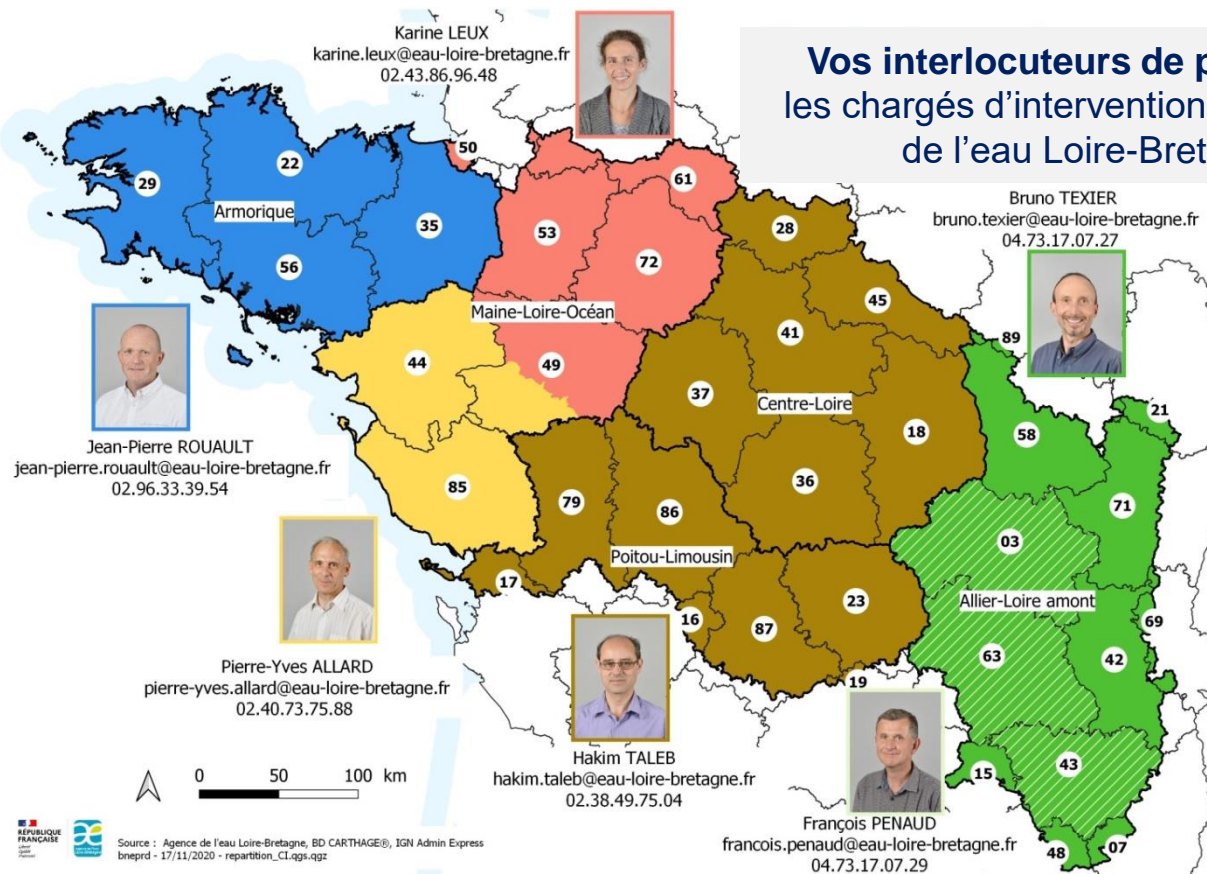 Karine LEUX
karine.leux@eau-loire-bretagne.fr
02.43.86.96.48
Vos interlocuteurs de p
les chargés d'intervention
de l'eau Loire-Bret
Bruno TEXIER
bruno.texier@eau-loire-bretagne.fr
04.73.17.07.27
50
22
29
61
Armorique
35
53
28
56
72
45
Maine-Loire-Océan
41
89
44
49
37
Centre-Loire
21
18
58
Jean-Pierre ROUAULT
jean-pierre.rouault@eau-loire-bretagne.fr
02.96.33.39.54
85
79
36
86
71
03
Poitou-Limousin
17
23
Allier-Loire amont
16
87
69
63
42
Pierre-Yves ALLARD
pierre-yves.allard@eau-loire-bretagne.fr
02.40.73.75.88
19
Hakim TALEB
hakim.taleb@eau-loire-bretagne.fr
02.38.49.75.04
43
15
0 50 100 km
François PENAUD
francois.penaud@eau-loire-bretagne.fr
04.73.17.07.29
48
07
RÉPUBLIQUE
FRANÇAISE
Source : Agence de l'eau Loire-Bretagne, BD CARTHAGE®, IGN Admin Express
bneprd - 17/11/2020 - repartition_CI.qgs.qgz